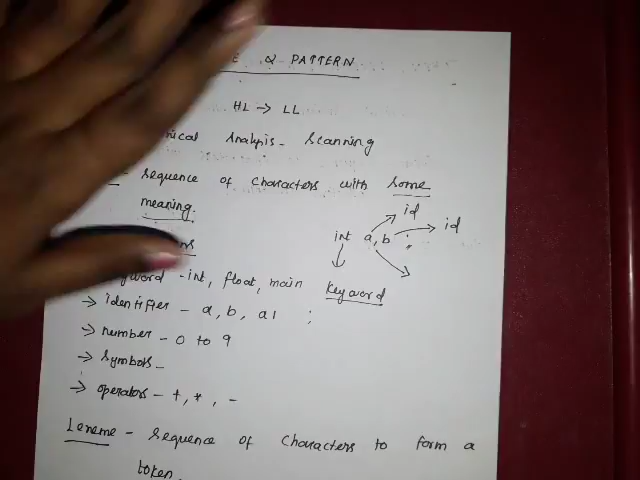 & PATTERN
HL → LL
Analysis - Scanning
Sequence of Characters with Some
meaning.
int a, b ;
id
id
Keyword
- int, float, main
→ identifier - a, b, a1 ;
→ number - 0 to 9
→ symbols -
→ operators - +, *, -
Lexeme - Sequence of Characters to form a
token.